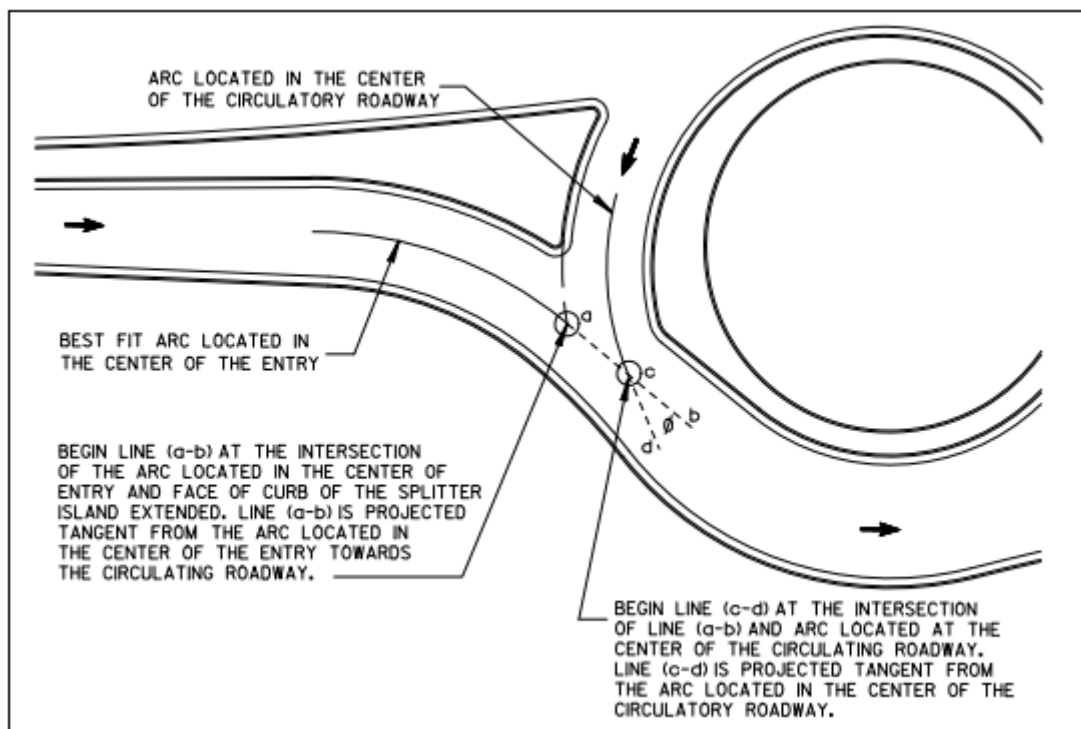 ARC LOCATED IN THE CENTER
OF THE CIRCULATORY ROADWAY
BEST FIT ARC LOCATED IN
THE CENTER OF THE ENTRY
a
c
b
Ø
d
BEGIN LINE (a-b) AT THE INTERSECTION
OF THE ARC LOCATED IN THE CENTER OF
ENTRY AND FACE OF CURB OF THE SPLITTER
ISLAND EXTENDED. LINE (a-b) IS PROJECTED
TANGENT FROM THE ARC LOCATED IN
THE CENTER OF THE ENTRY TOWARDS
THE CIRCULATING ROADWAY.
BEGIN LINE (c-d) AT THE INTERSECTION
OF LINE (a-b) AND ARC LOCATED AT THE
CENTER OF THE CIRCULATING ROADWAY.
LINE (c-d) IS PROJECTED TANGENT FROM
THE ARC LOCATED IN THE CENTER OF THE
CIRCULATORY ROADWAY.